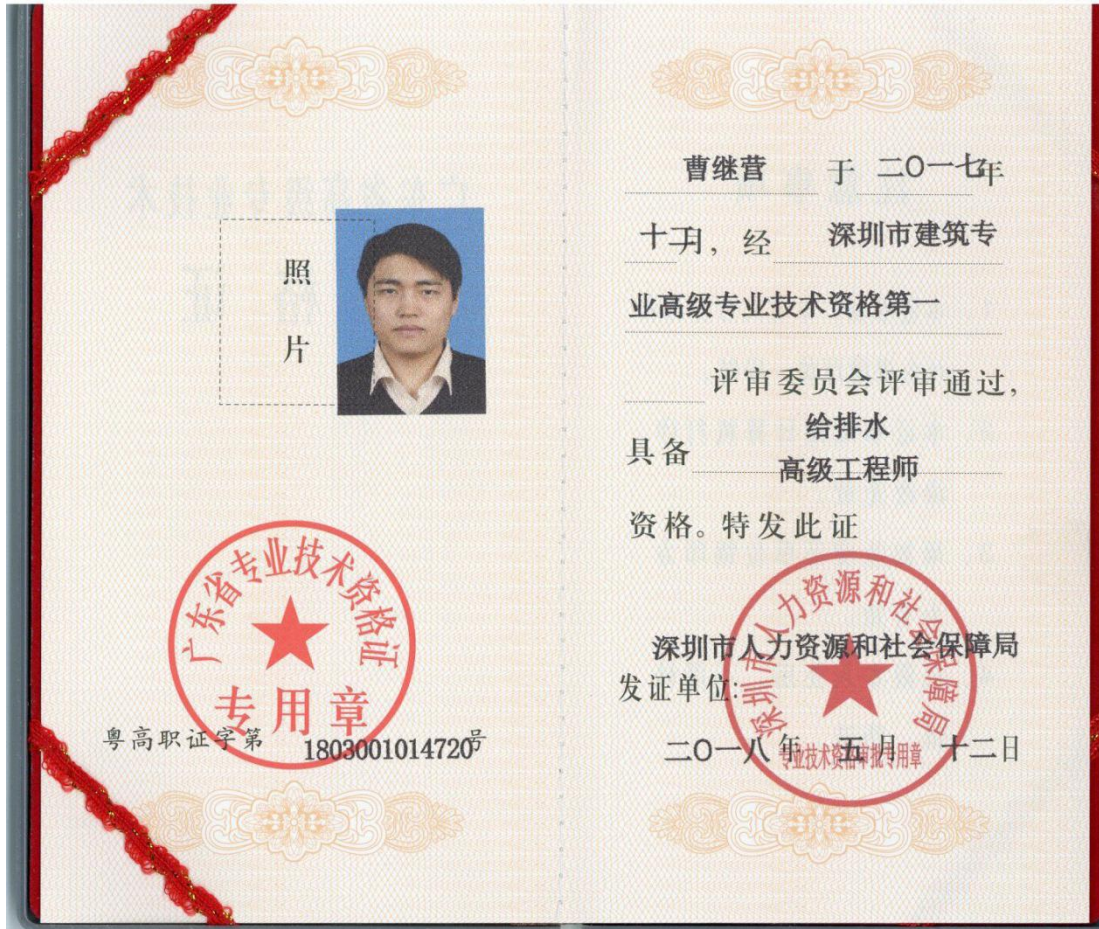 照
片
广东省专业技术资格证
专用章
粤高职证字第 1803001014720号
曹继营 于 二〇一七年
十二月，经 深圳市建筑专
业高级专业技术资格第一
评审委员会评审通过，
给排水
具备
高级工程师
资格。特发此证
深圳市人力资源和社会保障局
深圳市人力资源和社会保障局
发证单位:
二〇一八年 五月 十二日
专业技术资格审批专用章